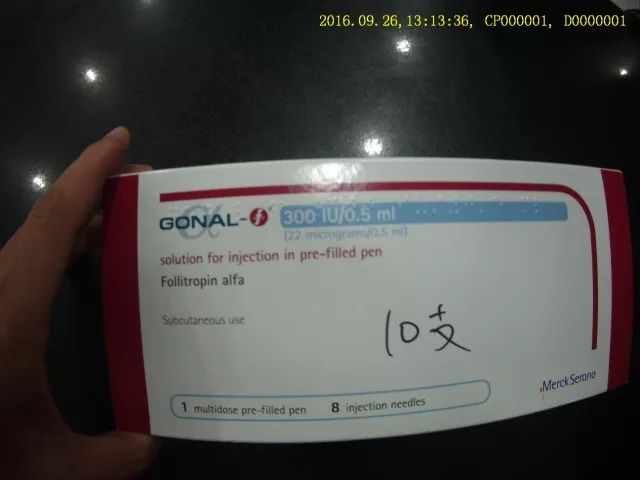 2016.09.26,13:13:36, CP000001, D0000001
GONAL-f® 300 IU/0.5 ml
(22 micrograms/0.5 ml)
solution for injection in pre-filled pen
Follitropin alfa
Subcutaneous use
10支
Merck Serono
1 multidose pre-filled pen 8 injection needles